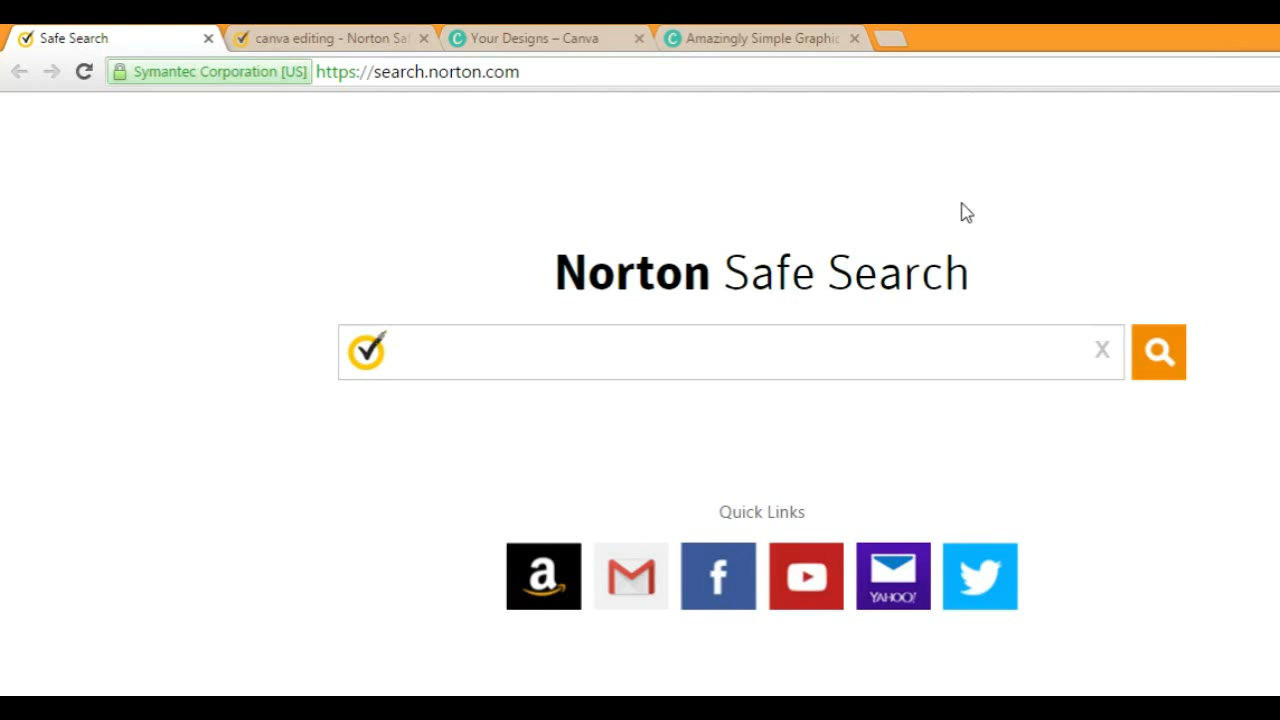 Safe Search
canva editing - Norton Saf
Your Designs – Canva
Amazingly Simple Graphic
Symantec Corporation [US]
https://search.norton.com
Norton Safe Search
X
Quick Links
a
f
YAHOO!